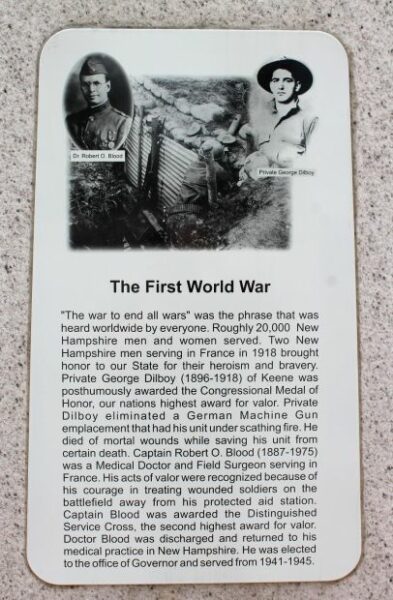 Dr. Robert O. Blood
Private George Dilboy
The First World War
"The war to end all wars" was the phrase that was
heard worldwide by everyone. Roughly 20,000 New
Hampshire men and women served. Two New
Hampshire men serving in France in 1918 brought
honor to our State for their heroism and bravery.
Private George Dilboy (1896-1918) of Keene was
posthumously awarded the Congressional Medal of
Honor, our nations highest award for valor. Private
Dilboy eliminated a German Machine Gun
emplacement that had his unit under scathing fire. He
died of mortal wounds while saving his unit from
certain death. Captain Robert O. Blood (1887-1975)
was a Medical Doctor and Field Surgeon serving in
France. His acts of valor were recognized because of
his courage in treating wounded soldiers on the
battlefield away from his protected aid station.
Captain Blood was awarded the Distinguished
Service Cross, the second highest award for valor.
Doctor Blood was discharged and returned to his
medical practice in New Hampshire. He was elected
to the office of Governor and served from 1941-1945.